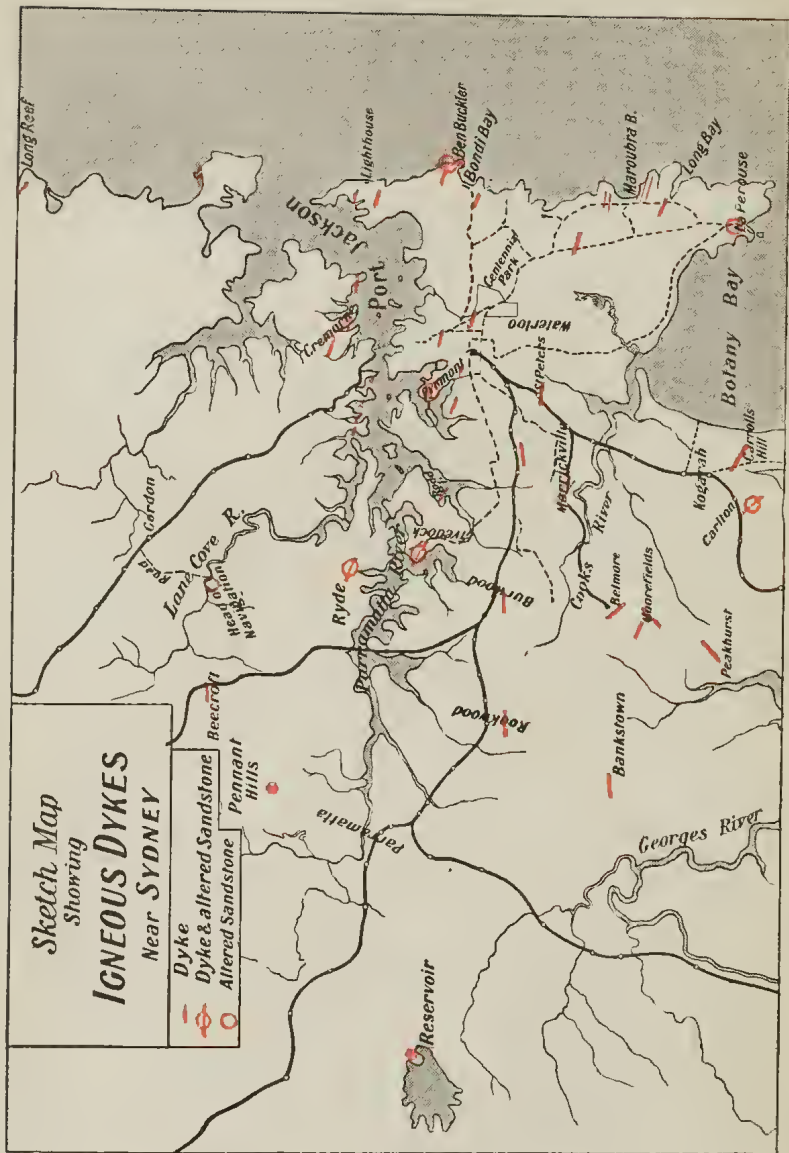 Sketch Map
Showing
IGNEOUS DYKES
NEAR SYDNEY
Dyke
Dyke & altered Sandstone
Altered Sandstone
Long Reef
Gordon
Road
Lane Cove R.
Head of
Navigation
Beecroft
Pennant
Hills
Ryde
Cremorne
Port
Jackson
Lighthouse
Ben Buckler
Bondi Bay
Parramatta River
Parramatta
Pyrmont
Road
Fivedock
Centennial
Park
Waterloo
Burwood
Rookwood
St Peters
Marrickville
Cooks
River
Belmore
Moorefields
Peakhurst
Bankstown
Maroubra B.
Long Bay
La Perouse
Botany Bay
Kogarah
Carrolls
Hill
Carlton
Georges River
Reservoir